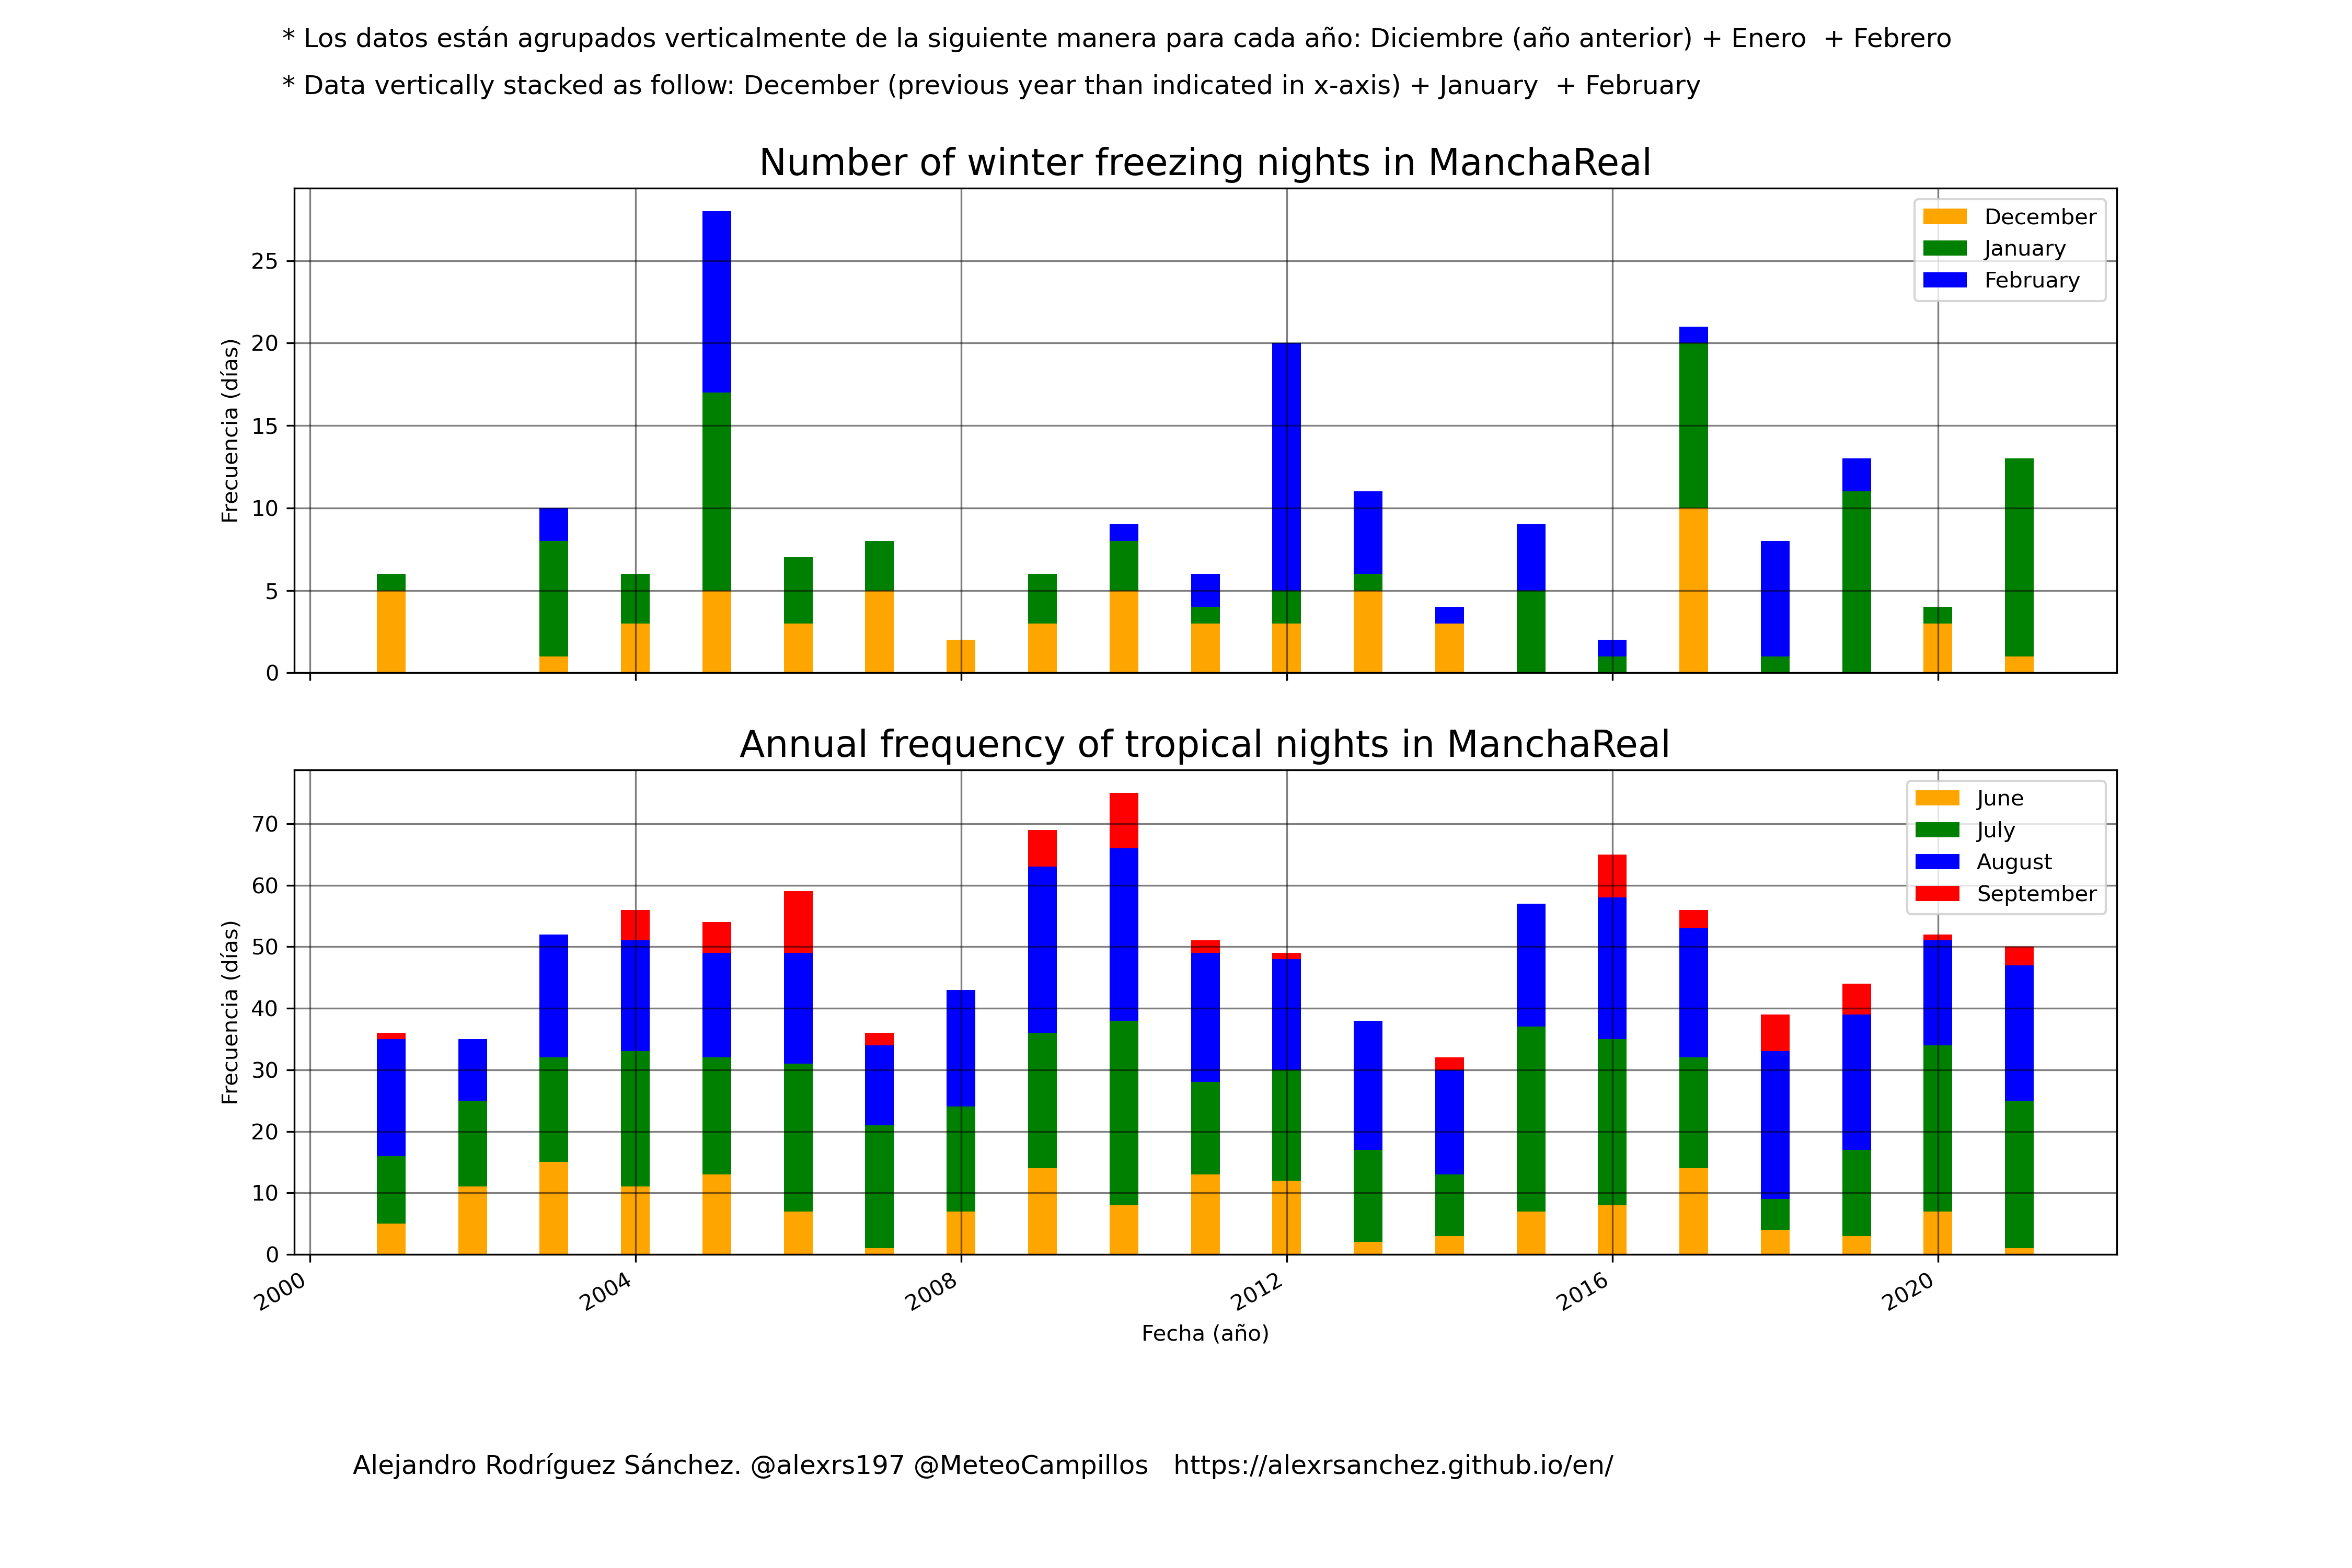 * Los datos están agrupados verticalmente de la siguiente manera para cada año: Diciembre (año anterior) + Enero  + Febrero
* Data vertically stacked as follow: December (previous year than indicated in x-axis) + January  + February
Number of winter freezing nights in ManchaReal
Frecuencia (días)
25
20
15
10
5
0
December
January
February
Annual frequency of tropical nights in ManchaReal
Frecuencia (días)
70
60
50
40
30
20
10
0
June
July
August
September
2000
2004
2008
2012
2016
2020
Fecha (año)
Alejandro Rodríguez Sánchez. @alexrs197 @MeteoCampillos   https://alexrsanchez.github.io/en/